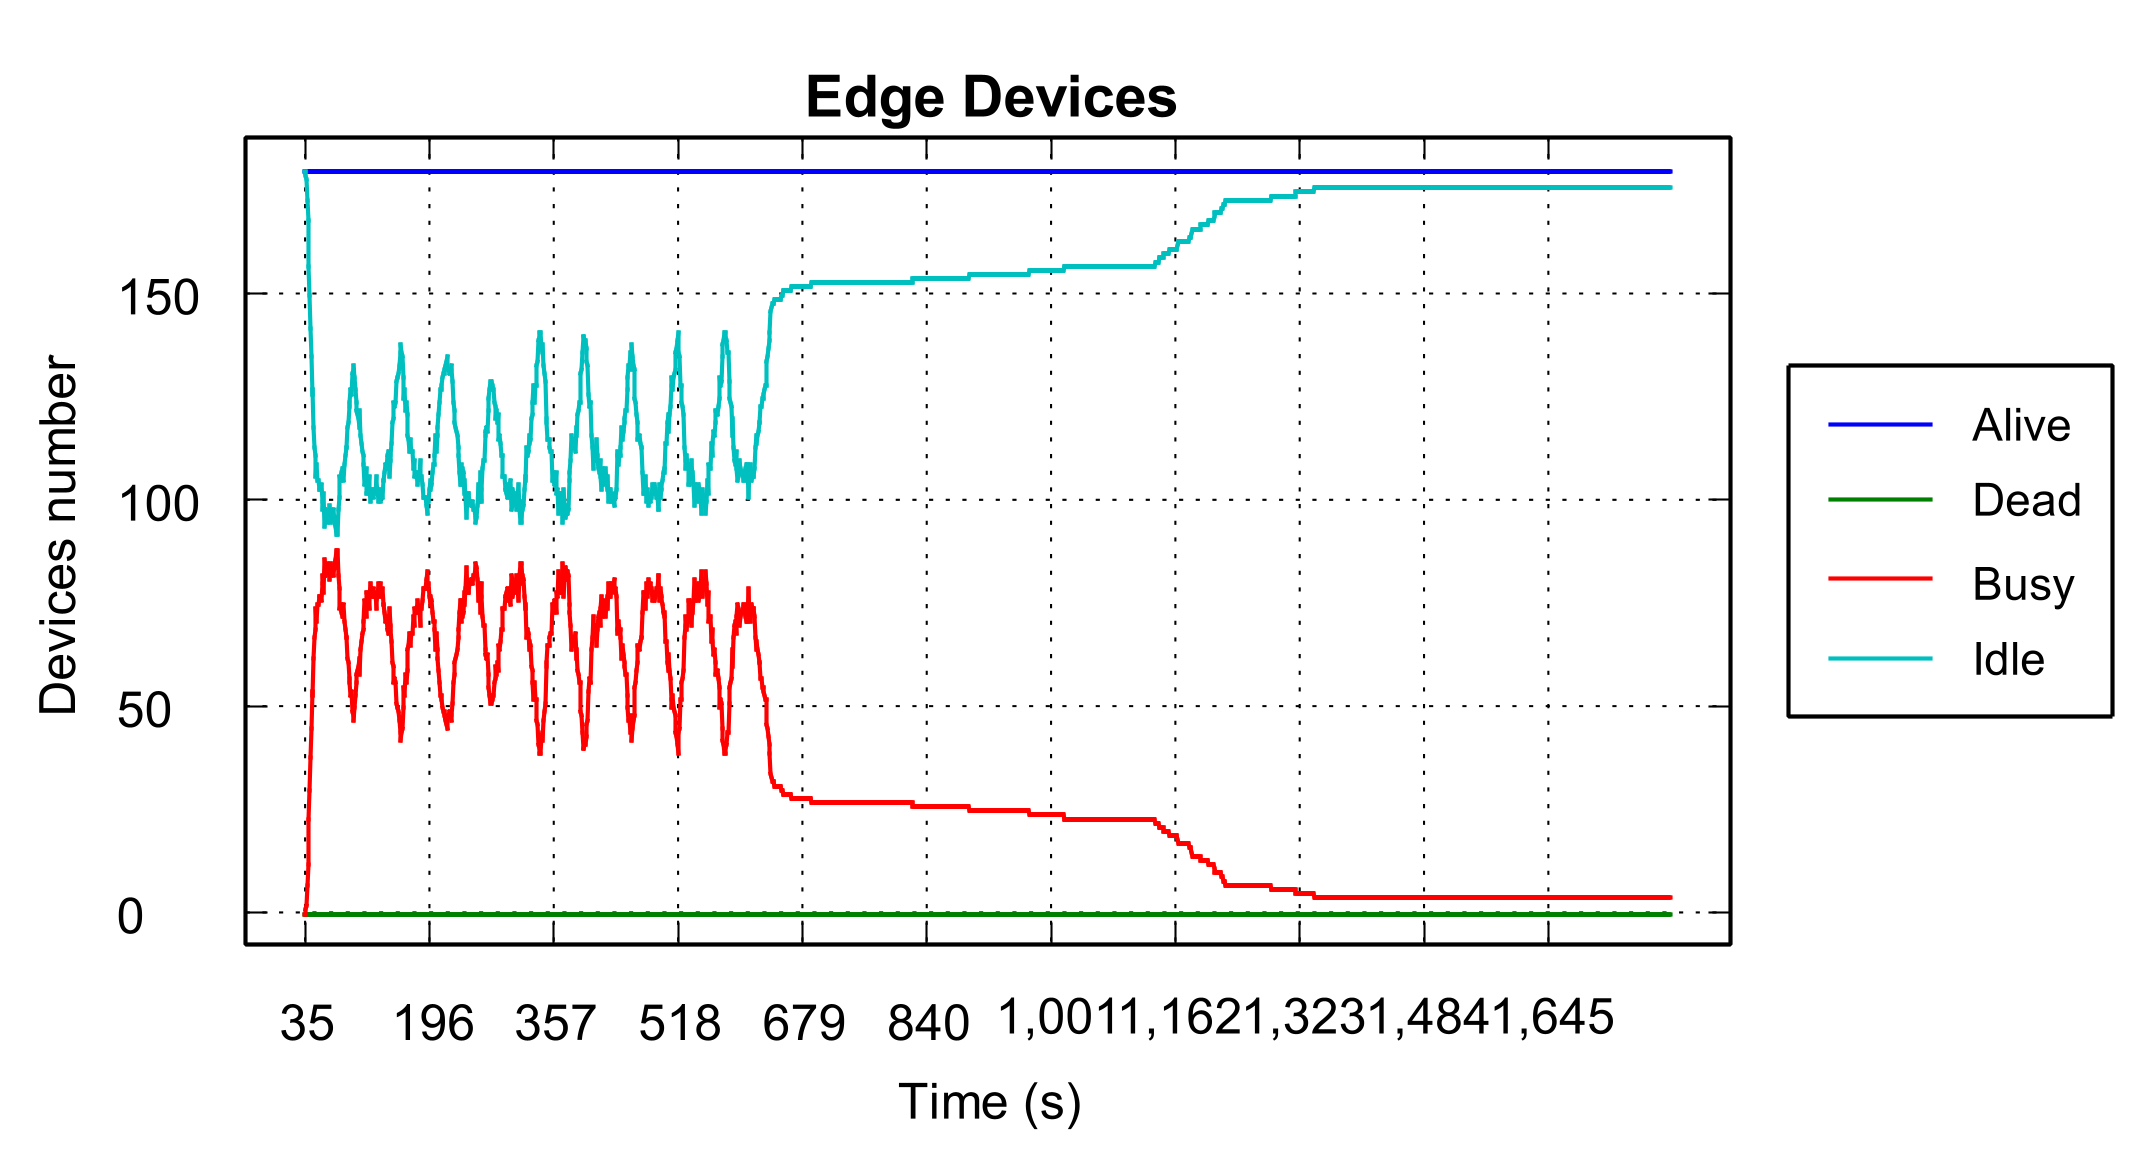 Edge Devices
150
100
50
0
Devices number
35 196 357 518 679 840 1,0011,1621,3231,4841,645
Time (s)
Alive
Dead
Busy
Idle